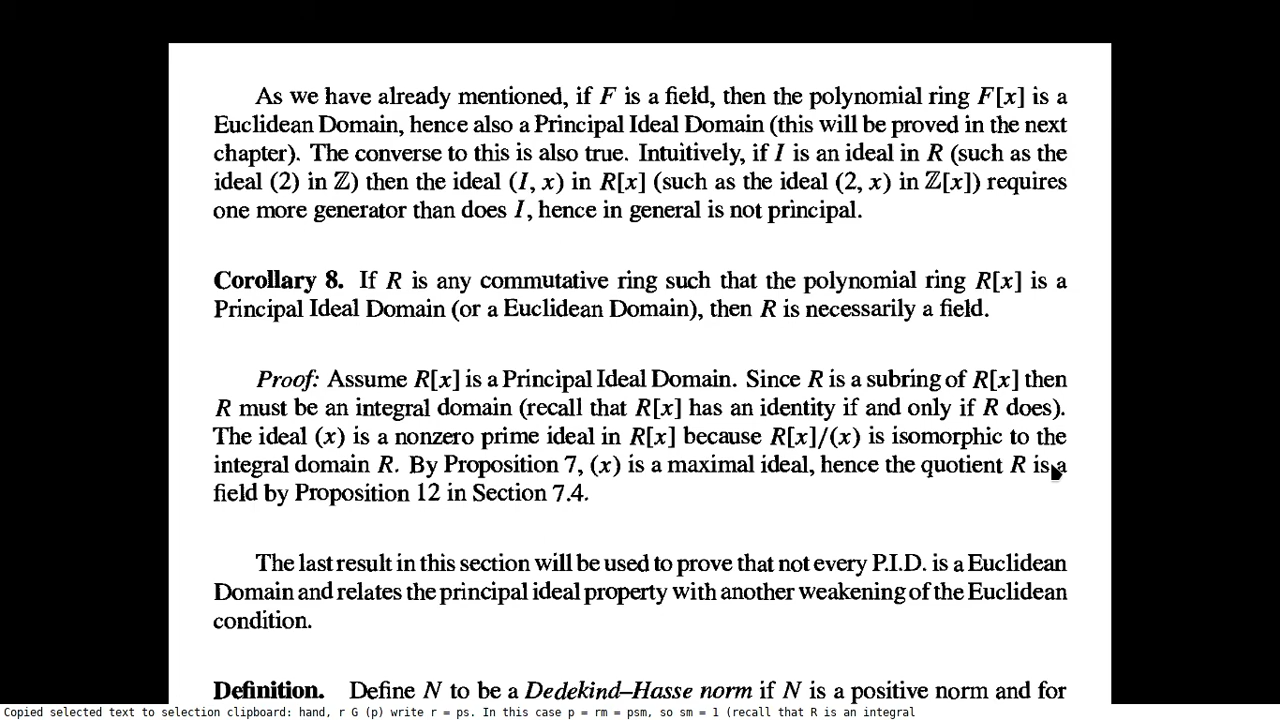 As we have already mentioned, if F is a field, then the polynomial ring F[x] is a
Euclidean Domain, hence also a Principal Ideal Domain (this will be proved in the next
chapter). The converse to this is also true. Intuitively, if I is an ideal in R (such as the
ideal (2) in ℤ) then the ideal (I, x) in R[x] (such as the ideal (2, x) in ℤ[x]) requires
one more generator than does I, hence in general is not principal.
Corollary 8. If R is any commutative ring such that the polynomial ring R[x] is a
Principal Ideal Domain (or a Euclidean Domain), then R is necessarily a field.
Proof: Assume R[x] is a Principal Ideal Domain. Since R is a subring of R[x] then
R must be an integral domain (recall that R[x] has an identity if and only if R does).
The ideal (x) is a nonzero prime ideal in R[x] because R[x]/(x) is isomorphic to the
integral domain R. By Proposition 7, (x) is a maximal ideal, hence the quotient R is a
field by Proposition 12 in Section 7.4.
The last result in this section will be used to prove that not every P.I.D. is a Euclidean
Domain and relates the principal ideal property with another weakening of the Euclidean
condition.
Definition. Define N to be a Dedekind–Hasse norm if N is a positive norm and for
Copied selected text to selection clipboard: hand, r G (p) write r = ps. In this case p = rm = psm, so sm = 1 (recall that R is an integral